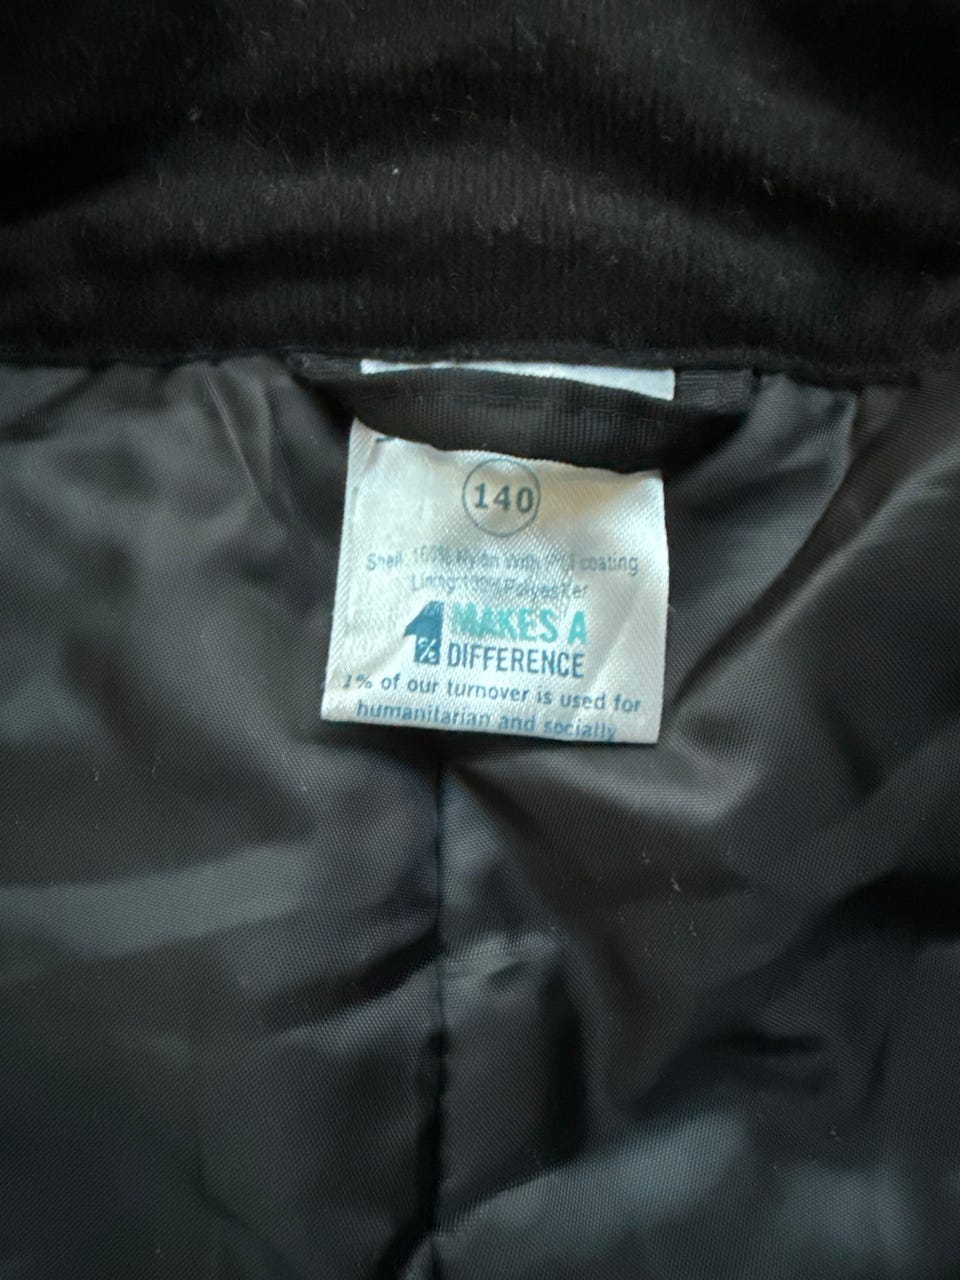 140
Shell: 100% Nylon With PU coating
Lining: 100% Polyester
1% MAKES A
DIFFERENCE
1% of our turnover is used for
humanitarian and socially